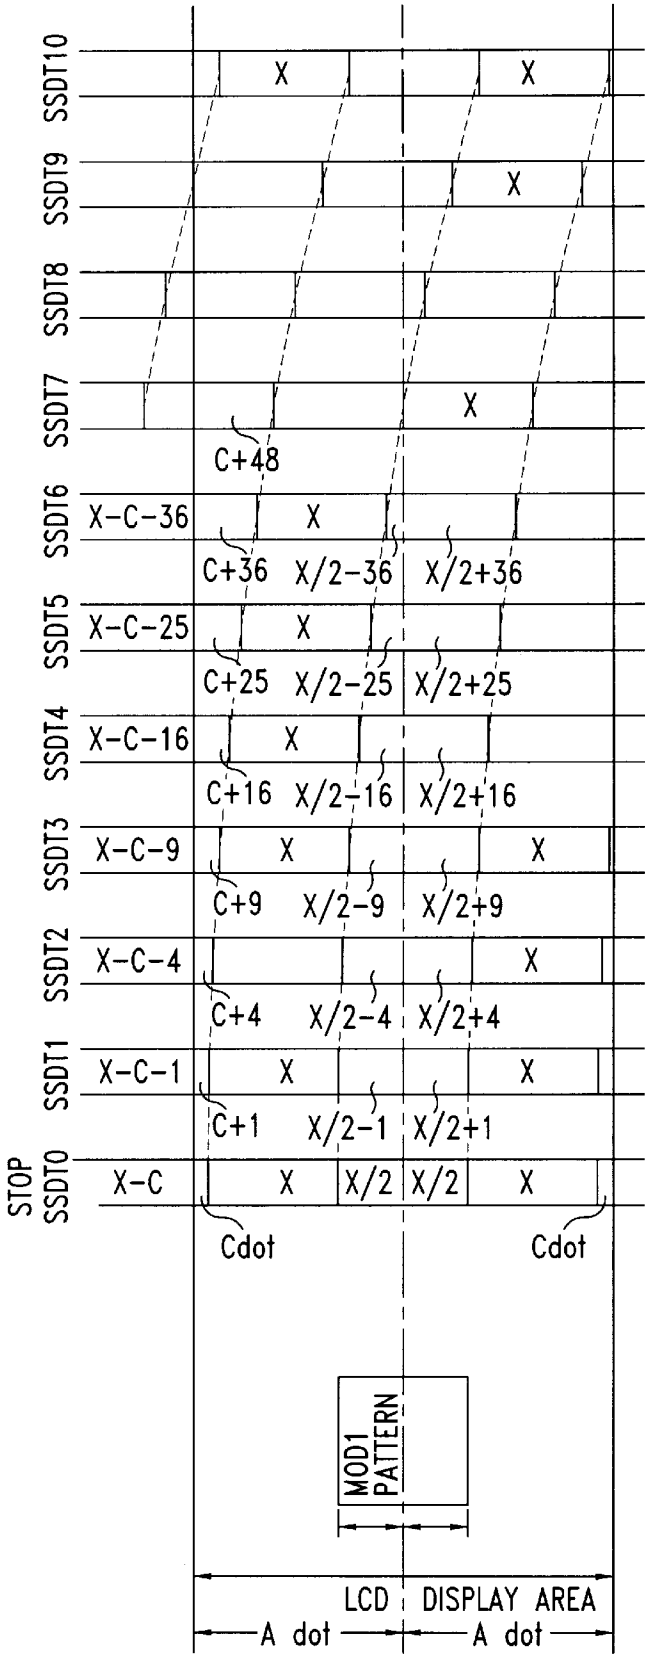 SSDT10
X X
SSDT9
X
SSDT8
SSDT7
X
C+48
SSDT6
X-C-36 X
C+36 X/2-36 X/2+36
SSDT5
X-C-25 X
C+25 X/2-25 X/2+25
SSDT4
X-C-16 X
C+16 X/2-16 X/2+16
SSDT3
X-C-9 X X
C+9 X/2-9 X/2+9
SSDT2
X-C-4 X
C+4 X/2-4 X/2+4
SSDT1
X-C-1 X X
C+1 X/2-1 X/2+1
STOP
SSDT0
X-C X X/2 X/2 X
Cdot Cdot
MOD1
PATTERN
LCD DISPLAY AREA
A dot A dot